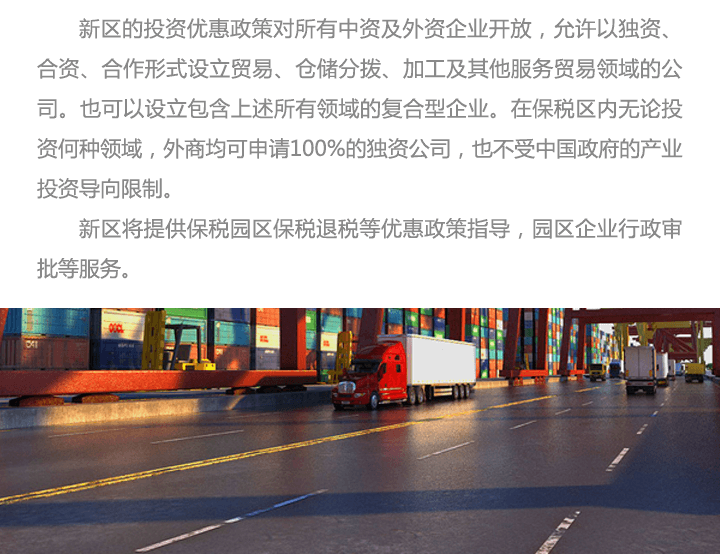 新区的投资优惠政策对所有中资及外资企业开放，允许以独资、
合资、合作形式设立贸易、仓储分拨、加工及其他服务贸易领域的公
司。也可以设立包含上述所有领域的复合型企业。在保税区内无论投
资何种领域，外商均可申请100%的独资公司，也不受中国政府的产业
投资导向限制。
新区将提供保税园区保税退税等优惠政策指导，园区企业行政审
批等服务。